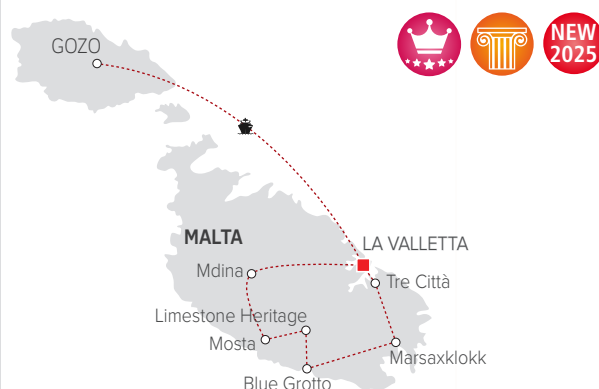 GOZO
NEW
2025
MALTA
LA VALLETTA
Mdina
Tre Città
Limestone Heritage
Mosta
Marsaxklokk
Blue Grotto